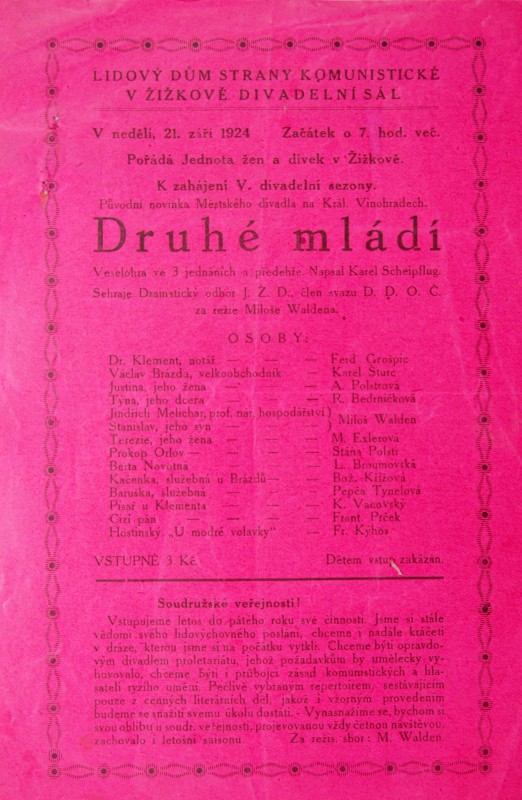 LIDOVÝ DŮM STRANY KOMUNISTICKÉ
V ŽIŽKOVĚ DIVADELNÍ SÁL
V neděli, 21. září 1924 Začátek o 7. hod. več.
Pořádá Jednota žen a dívek v Žižkově.
K zahájení V. divadelní sezony.
Původní novinka Městského divadla na Král. Vinohradech.
Druhé mládí
Veselohra ve 3 jednáních a předehře. Napsal Karel Scheipflug.
Sehraje Dramatický odbor J. Ž. D., člen svazu D. D. O. Č.
za režie Miloše Waldena.
OSOBY:
Dr. Klement, notář — — — Ferd Grošpic
Václav Brázda, velkoobchodník — Karel Šturc
Justina, jeho žena — — — A. Polstrová
Týna, jeho dcera — — — R. Bedrníčková
Jindřich Melichar, prof. nár. hospodářství }
Stanislav, jeho syn — — — } Miloš Walden
Terezie, jeho žena — — — M. Exlerová
Prokop Orlov — — — Stáňa Polstr
Berta Novotná — — — L. Broumovská
Kačenka, služebná u Brázdů — — Bož. Křížová
Baruška, služebná — — — Pepča Tynelová
Písař u Klementa — — — K. Vacovský
Cizí pán — — — — Frant. Prček
Hostinský „U modré volavky" — Fr. Kyhos
VSTUPNÉ 3 Kč. Dětem vstup zakázán.
Soudružské veřejnosti!
Vstupujeme letos do pátého roku své činnosti. Jsme si stále
vědomi svého lidovýchovného poslání, chceme i nadále kráčeti
v dráze, kterou jsme si na počátku vytkli. Chceme býti opravdo-
vým divadlem proletariátu, jehož požadavkům by umělecky vy-
hovovalo, chceme býti i průbojci zásad komunistických a hla-
sateli ryzího umění. Pečlivě vybraným repertoirem, sestávajícím
pouze z cenných literárních děl, jakož i vzorným provedením
budeme se snažiti svému úkolu dostáti. - Vynasnažíme se, bychom si
svou oblibu u soudr. veřejnosti, projevovanou vždy četnou návštěvou,
zachovalo i letošní saisonu. Za režis. sbor: M. Walden.